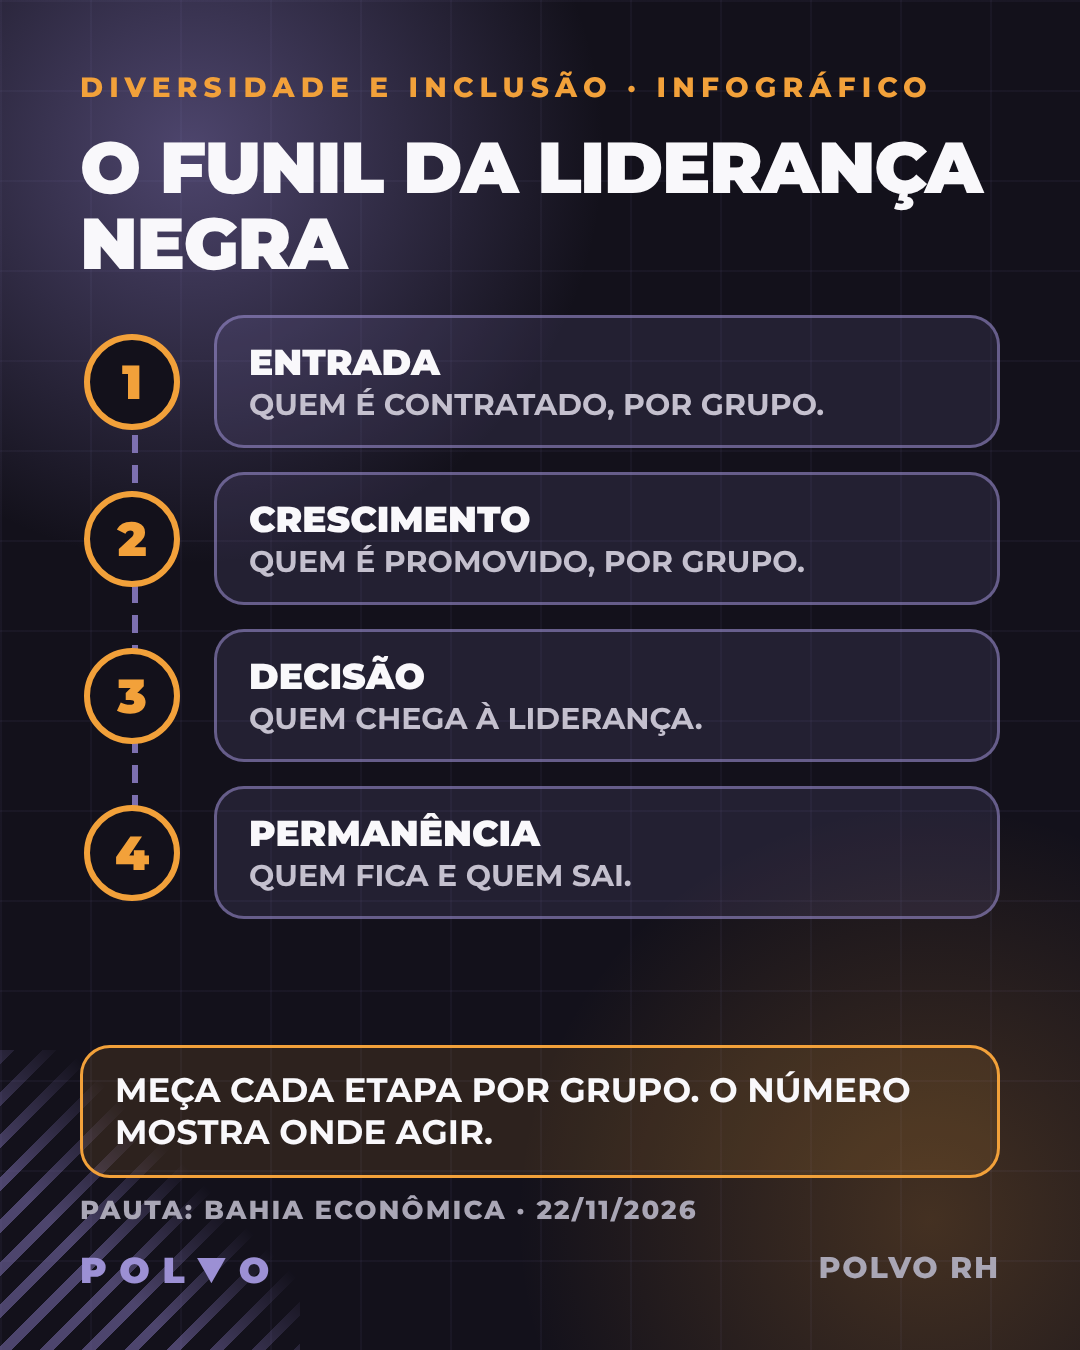 DIVERSIDADE E INCLUSÃO · INFOGRÁFICO
O FUNIL DA LIDERANÇA
NEGRA
1
ENTRADA
QUEM É CONTRATADO, POR GRUPO.
2
CRESCIMENTO
QUEM É PROMOVIDO, POR GRUPO.
3
DECISÃO
QUEM CHEGA À LIDERANÇA.
4
PERMANÊNCIA
QUEM FICA E QUEM SAI.
MEÇA CADA ETAPA POR GRUPO. O NÚMERO
MOSTRA ONDE AGIR.
PAUTA: BAHIA ECONÔMICA · 22/11/2026
POL▼O
POLVO RH